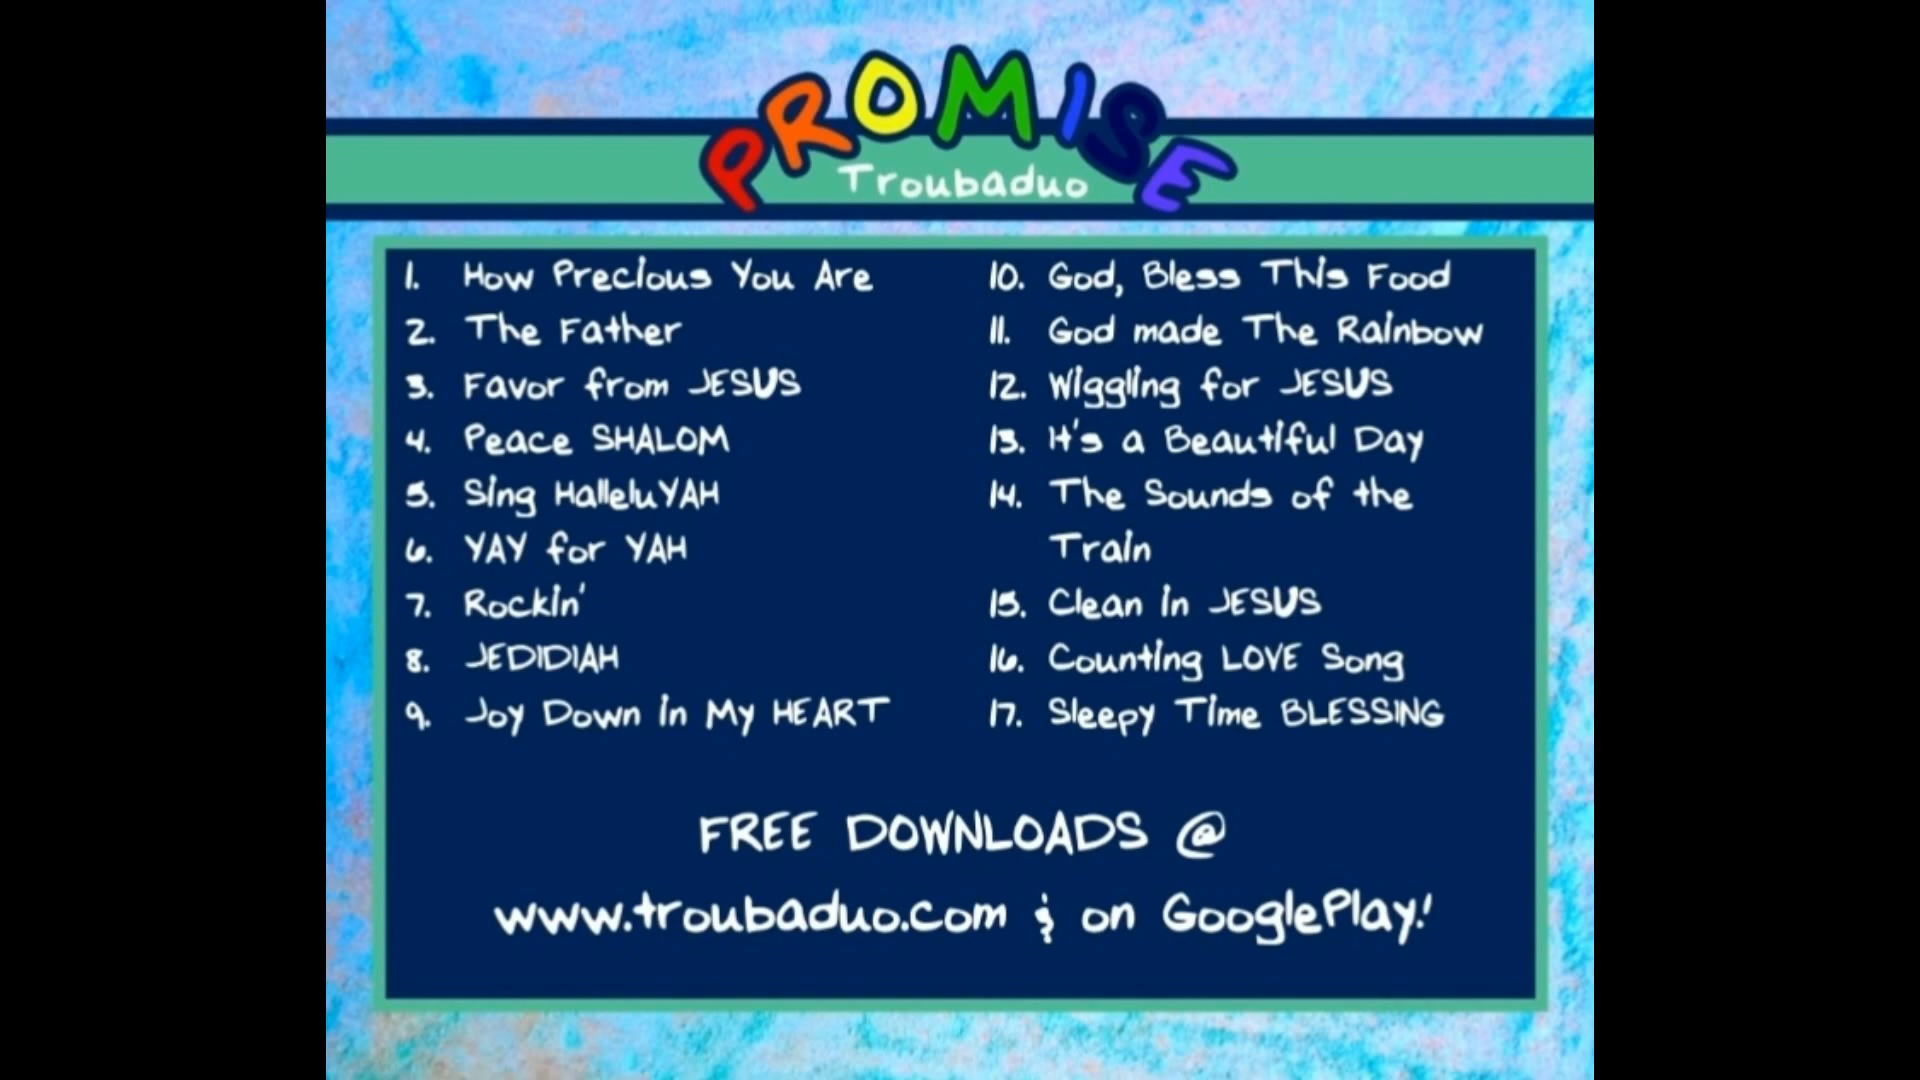 PROMISE
Troubaduo
1. How Precious You Are
2. The Father
3. Favor from JESUS
4. Peace SHALOM
5. Sing HalleluYAH
6. YAY for YAH
7. Rockin'
8. JEDIDIAH
9. Joy Down in My HEART
10. God, Bless This Food
11. God made The Rainbow
12. Wiggling for JESUS
13. It's a Beautiful Day
14. The Sounds of the
Train
15. Clean in JESUS
16. Counting LOVE Song
17. Sleepy Time BLESSING
FREE DOWNLOADS @
www.troubaduo.com & on GooglePlay!